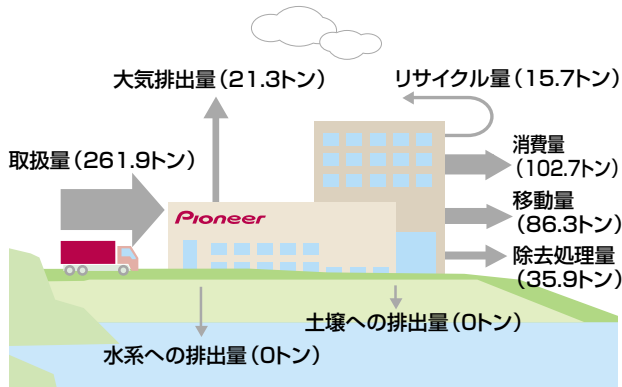 大気排出量(21.3トン)
リサイクル量(15.7トン)
取扱量(261.9トン)
消費量
(102.7トン)
Pioneer
移動量
(86.3トン)
除去処理量
(35.9トン)
土壌への排出量(0トン)
水系への排出量(0トン)